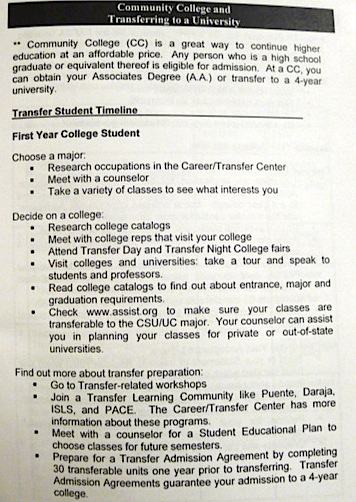 Community College and
Transferring to a University
** Community College (CC) is a great way to continue higher
education at an affordable price. Any person who is a high school
graduate or equivalent thereof is eligible for admission. At a CC, you
can obtain your Associates Degree (A.A.) or transfer to a 4-year
university.
Transfer Student Timeline
First Year College Student
Choose a major:
▪ Research occupations in the Career/Transfer Center
▪ Meet with a counselor
▪ Take a variety of classes to see what interests you
Decide on a college:
▪ Research college catalogs
▪ Meet with college reps that visit your college
▪ Attend Transfer Day and Transfer Night College fairs
▪ Visit colleges and universities: take a tour and speak to
students and professors.
▪ Read college catalogs to find out about entrance, major and
graduation requirements.
▪ Check www.assist.org to make sure your classes are
transferable to the CSU/UC major. Your counselor can assist
you in planning your classes for private or out-of-state
universities.
Find out more about transfer preparation:
▪ Go to Transfer-related workshops
▪ Join a Transfer Learning Community like Puente, Daraja,
ISLS, and PACE. The Career/Transfer Center has more
information about these programs.
▪ Meet with a counselor for a Student Educational Plan to
choose classes for future semesters.
▪ Prepare for a Transfer Admission Agreement by completing
30 transferable units one year prior to transferring. Transfer
Admission Agreements guarantee your admission to a 4-year
college.